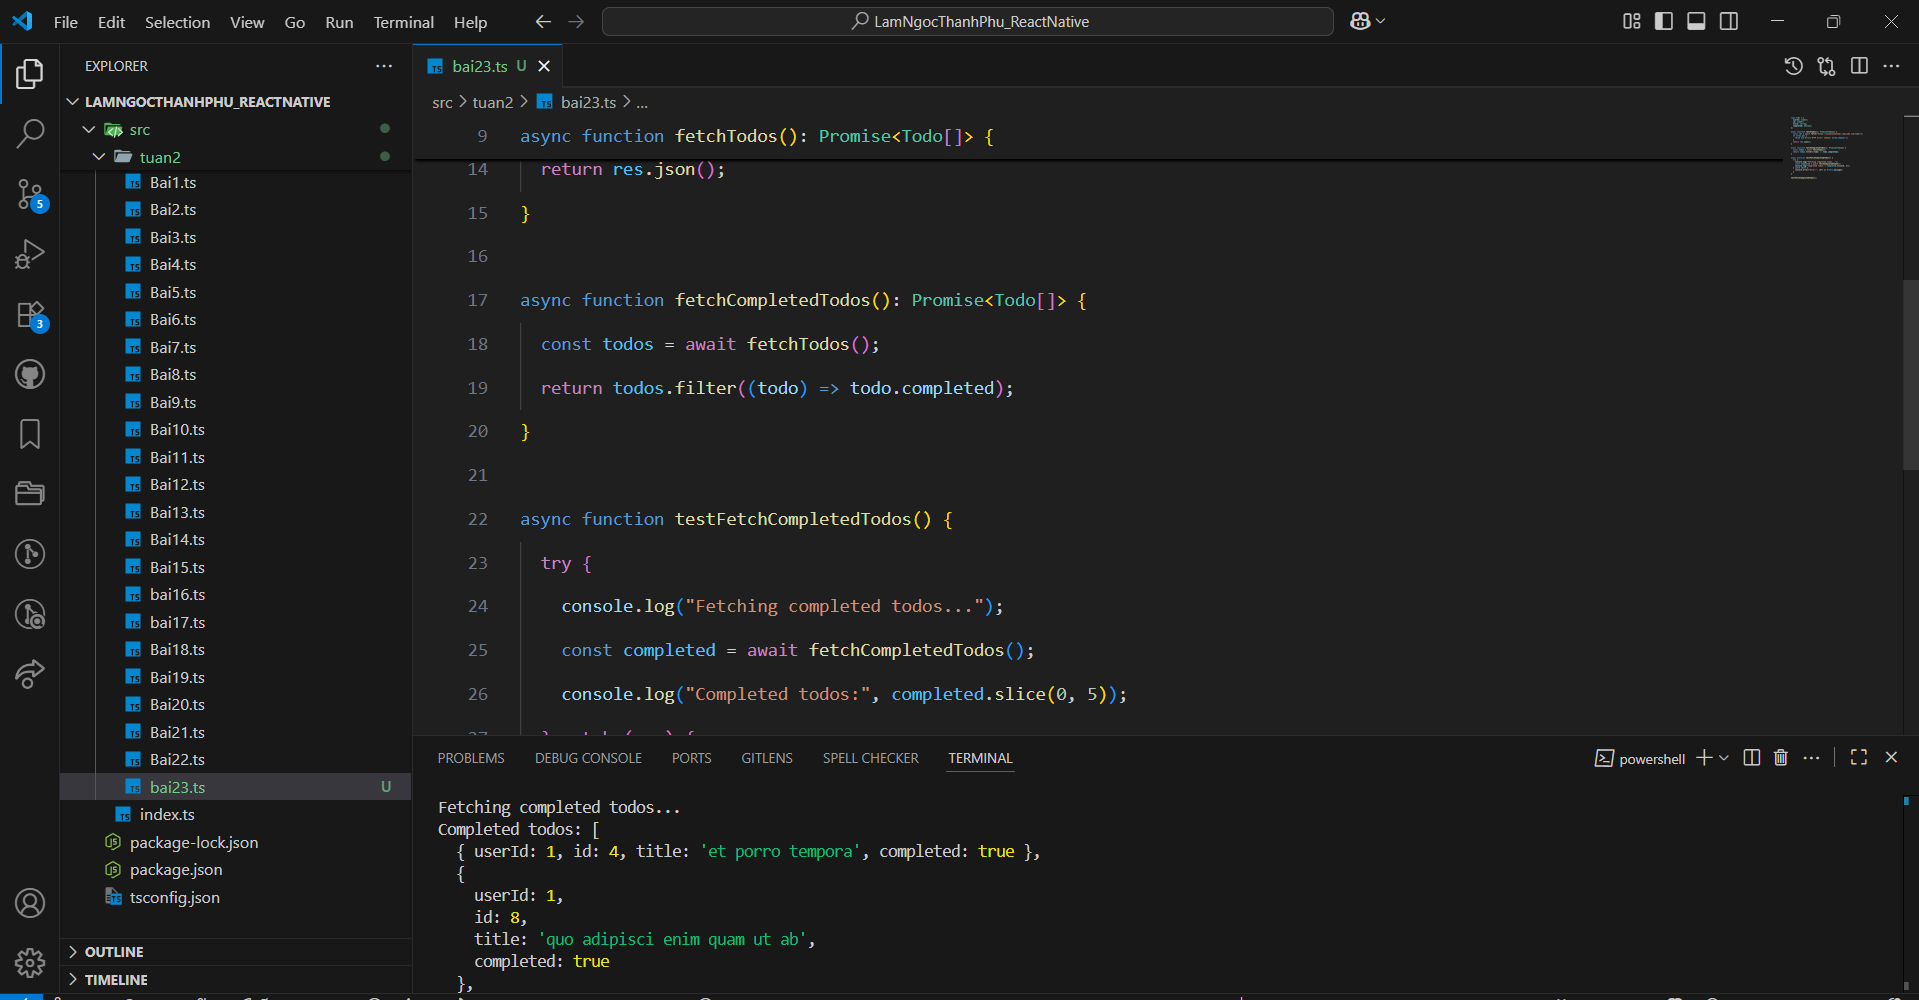 File Edit Selection View Go Run Terminal Help
LamNgocThanhPhu_ReactNative
EXPLORER
LAMNGOCTHANHPHU_REACTNATIVE
src
tuan2
Bai1.ts
Bai2.ts
Bai3.ts
Bai4.ts
Bai5.ts
Bai6.ts
Bai7.ts
Bai8.ts
Bai9.ts
Bai10.ts
Bai11.ts
Bai12.ts
Bai13.ts
Bai14.ts
Bai15.ts
bai16.ts
bai17.ts
Bai18.ts
Bai19.ts
Bai20.ts
Bai21.ts
Bai22.ts
bai23.ts U
index.ts
package-lock.json
package.json
tsconfig.json
OUTLINE
TIMELINE
5
3
bai23.ts U
src > tuan2 > bai23.ts > ...
9 async function fetchTodos(): Promise<Todo[]> {
14 return res.json();
15 }
16
17 async function fetchCompletedTodos(): Promise<Todo[]> {
18 const todos = await fetchTodos();
19 return todos.filter((todo) => todo.completed);
20 }
21
22 async function testFetchCompletedTodos() {
23 try {
24 console.log("Fetching completed todos...");
25 const completed = await fetchCompletedTodos();
26 console.log("Completed todos:", completed.slice(0, 5));
PROBLEMS DEBUG CONSOLE PORTS GITLENS SPELL CHECKER TERMINAL
powershell
Fetching completed todos...
Completed todos: [
{ userId: 1, id: 4, title: 'et porro tempora', completed: true },
{
userId: 1,
id: 8,
title: 'quo adipisci enim quam ut ab',
completed: true
},